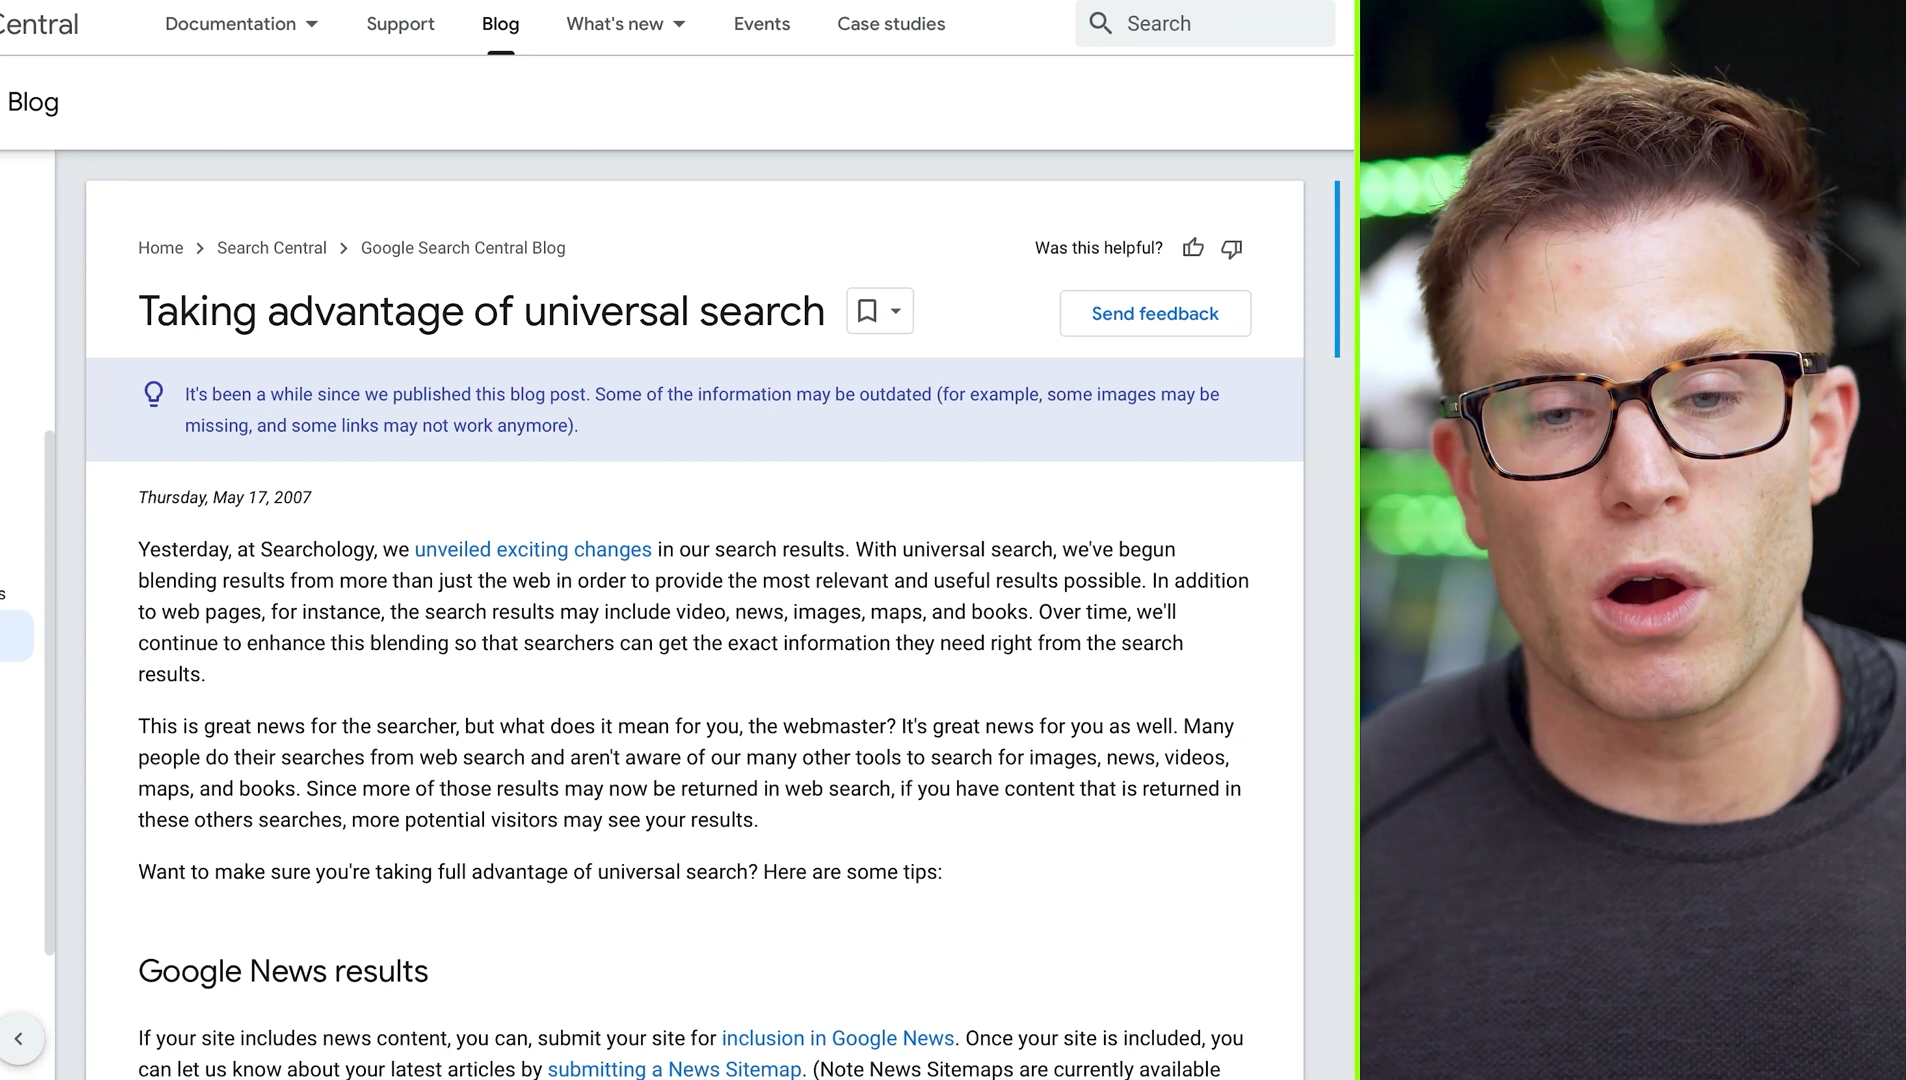 Documentation
Support
Blog
What's new
Events
Case studies
Search
Blog
Home
Search Central
Google Search Central Blog
Was this helpful?
Taking advantage of universal search
Send feedback
It's been a while since we published this blog post. Some of the information may be outdated (for example, some images may be
missing, and some links may not work anymore).
Thursday, May 17, 2007
Yesterday, at Searchology, we unveiled exciting changes in our search results. With universal search, we've begun
blending results from more than just the web in order to provide the most relevant and useful results possible. In addition
to web pages, for instance, the search results may include video, news, images, maps, and books. Over time, we'll
continue to enhance this blending so that searchers can get the exact information they need right from the search
results.
This is great news for the searcher, but what does it mean for you, the webmaster? It's great news for you as well. Many
people do their searches from web search and aren't aware of our many other tools to search for images, news, videos,
maps, and books. Since more of those results may now be returned in web search, if you have content that is returned in
these others searches, more potential visitors may see your results.
Want to make sure you're taking full advantage of universal search? Here are some tips:
Google News results
If your site includes news content, you can, submit your site for inclusion in Google News. Once your site is included, you
can let us know about your latest articles by submitting a News Sitemap. (Note News Sitemaps are currently available